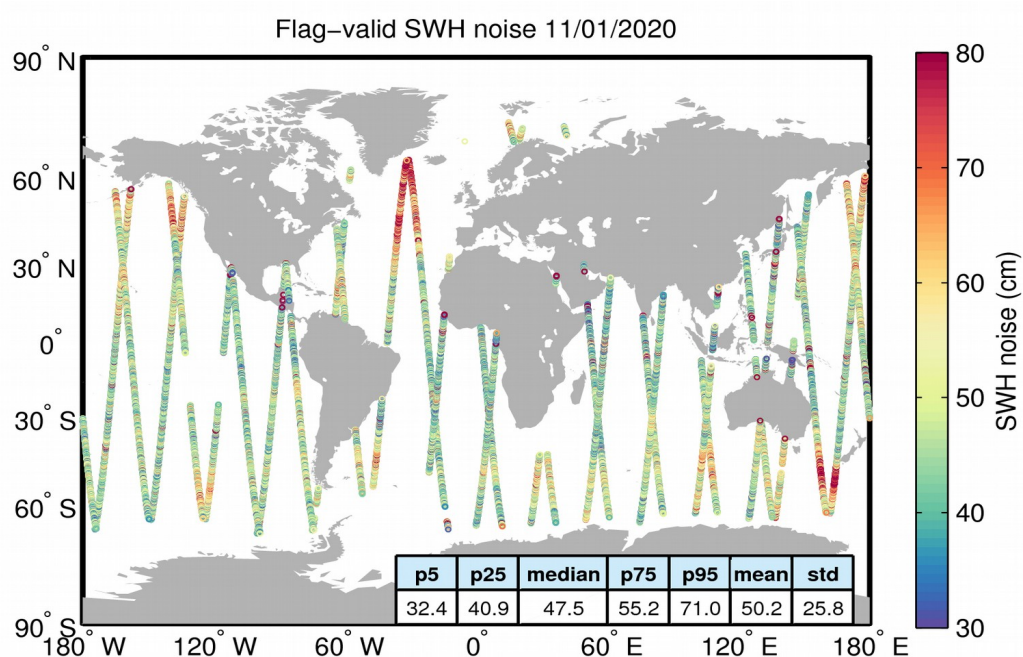 Flag−valid SWH noise 11/01/2020
90° N
60° N
30° N
0°
30° S
60° S
90° S
180° W
120° W
60° W
0°
60° E
120° E
180° E
p5 p25 median p75 p95 mean std
32.4 40.9 47.5 55.2 71.0 50.2 25.8
80
70
60
50
40
30
SWH noise (cm)